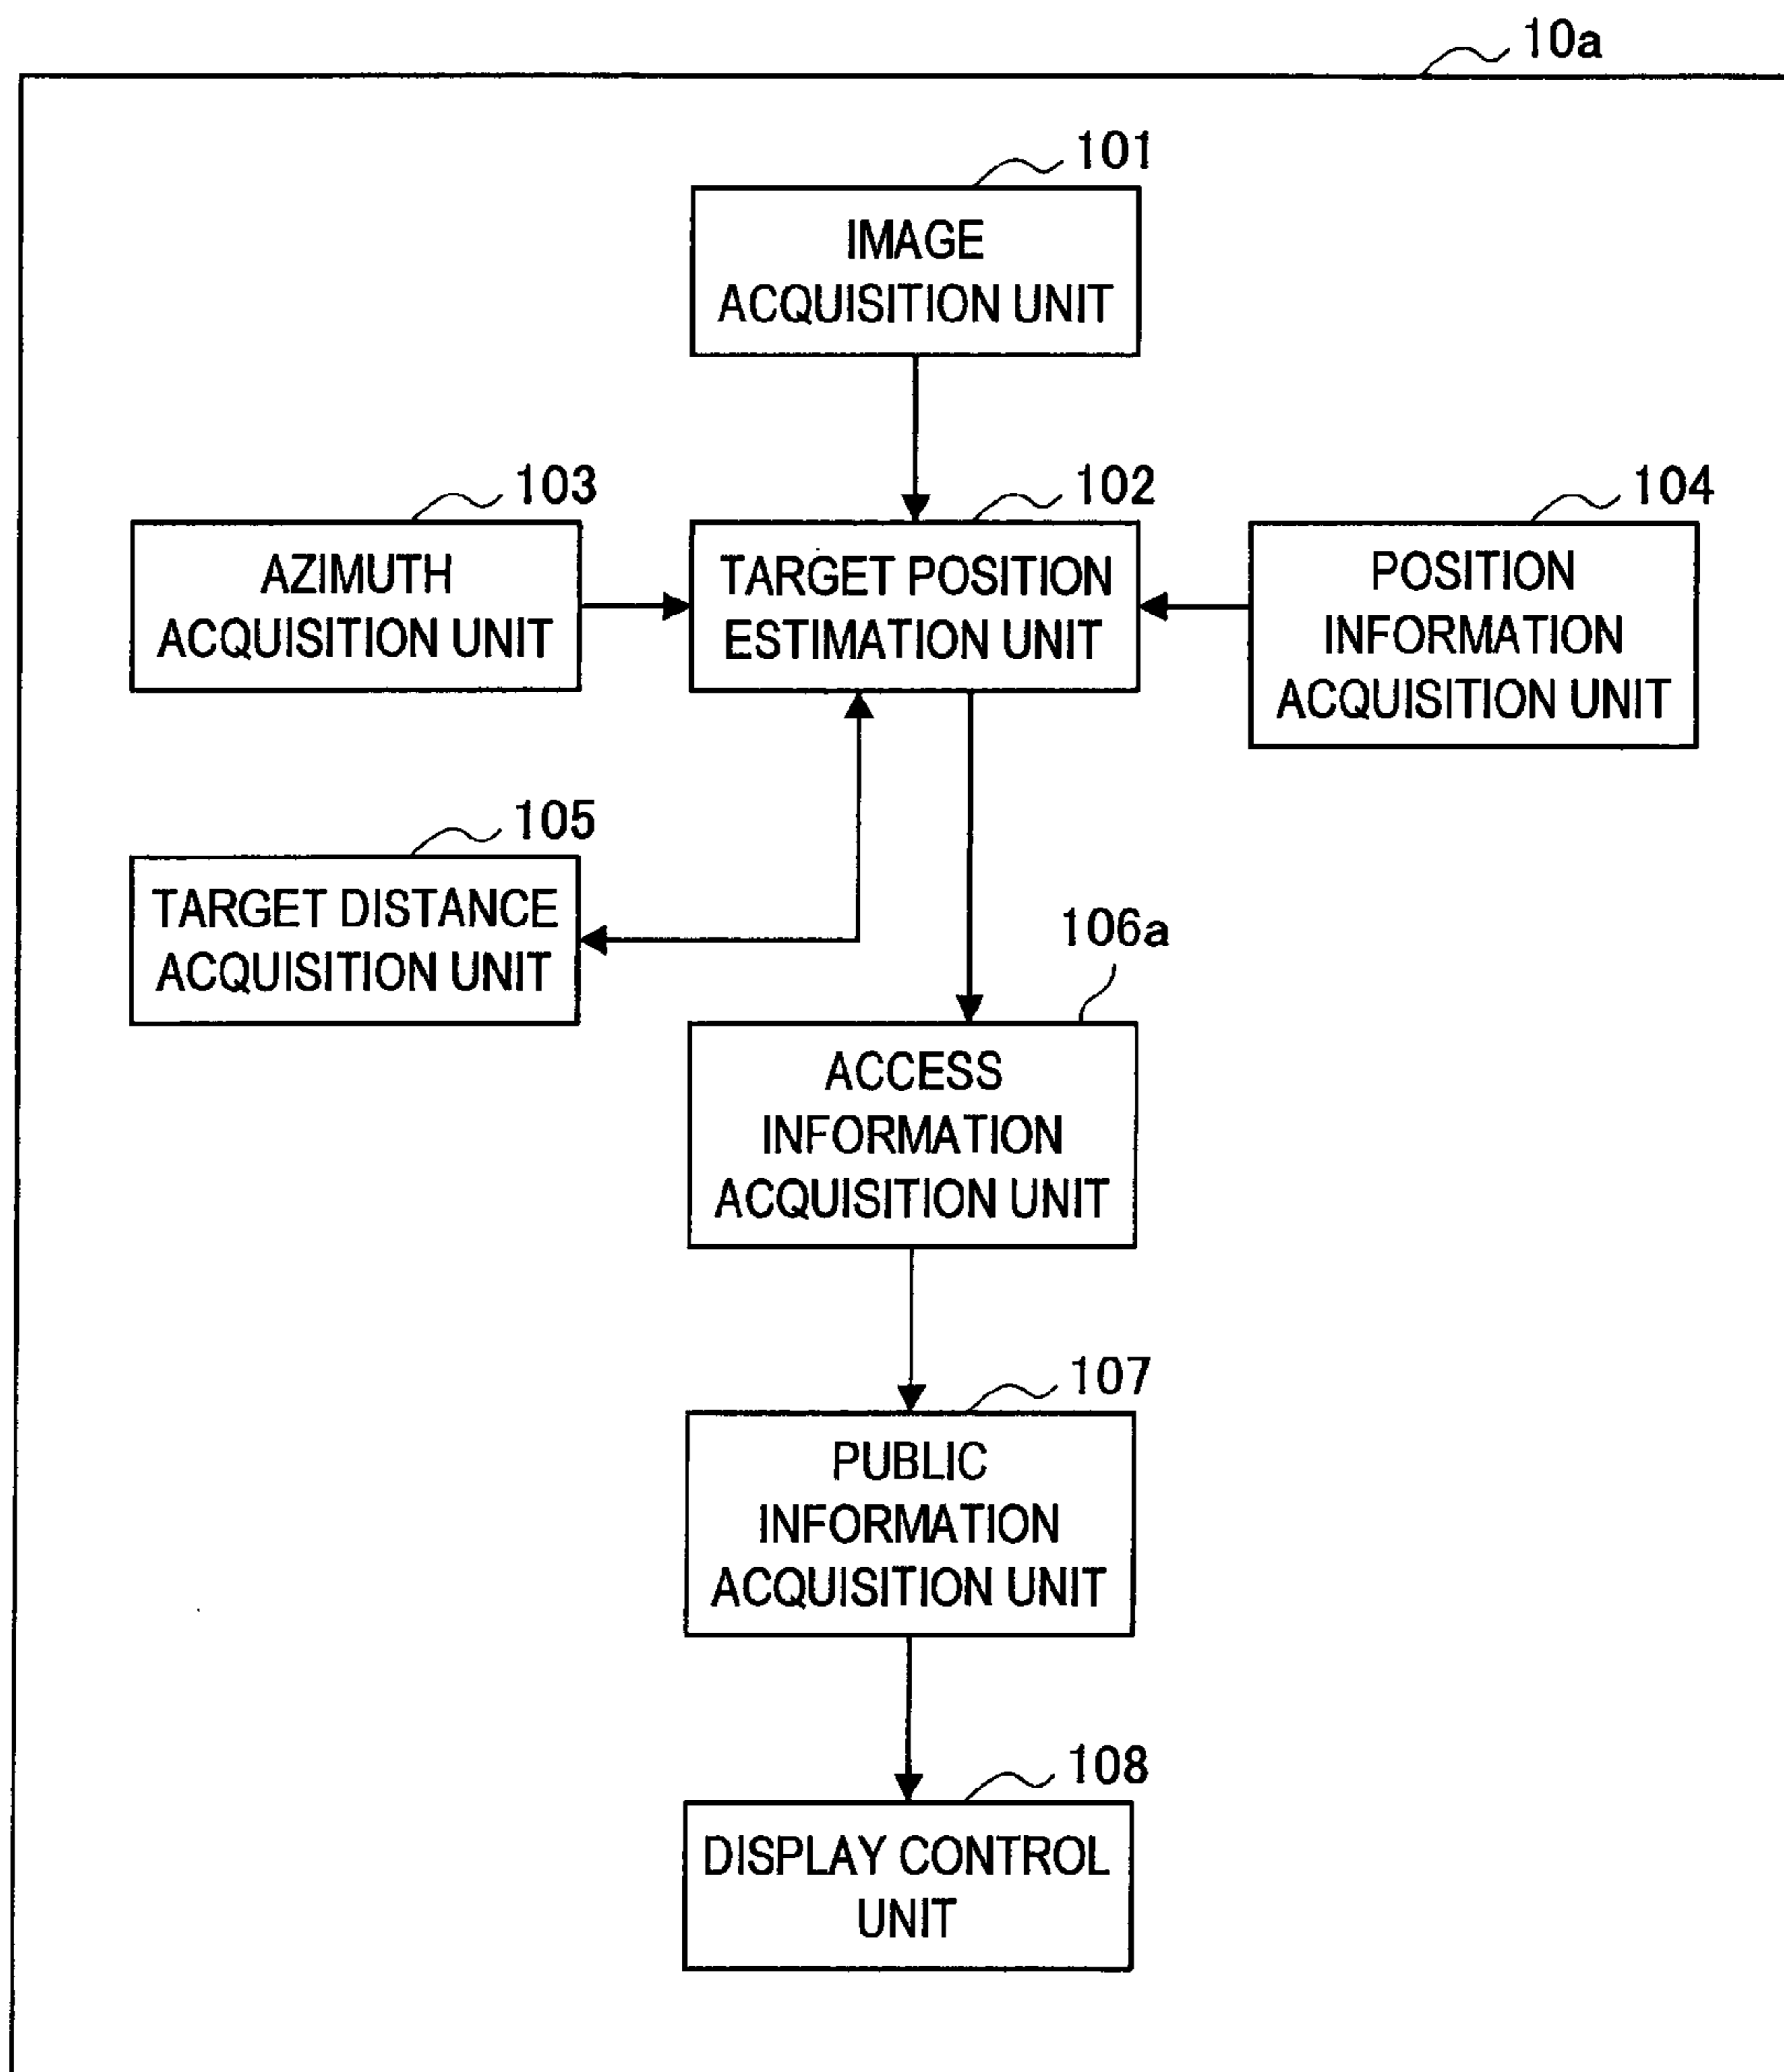 10a
101
IMAGE
ACQUISITION UNIT
103
102
104
AZIMUTH
ACQUISITION UNIT
TARGET POSITION
ESTIMATION UNIT
POSITION
INFORMATION
ACQUISITION UNIT
105
TARGET DISTANCE
ACQUISITION UNIT
106a
ACCESS
INFORMATION
ACQUISITION UNIT
107
PUBLIC
INFORMATION
ACQUISITION UNIT
108
DISPLAY CONTROL
UNIT